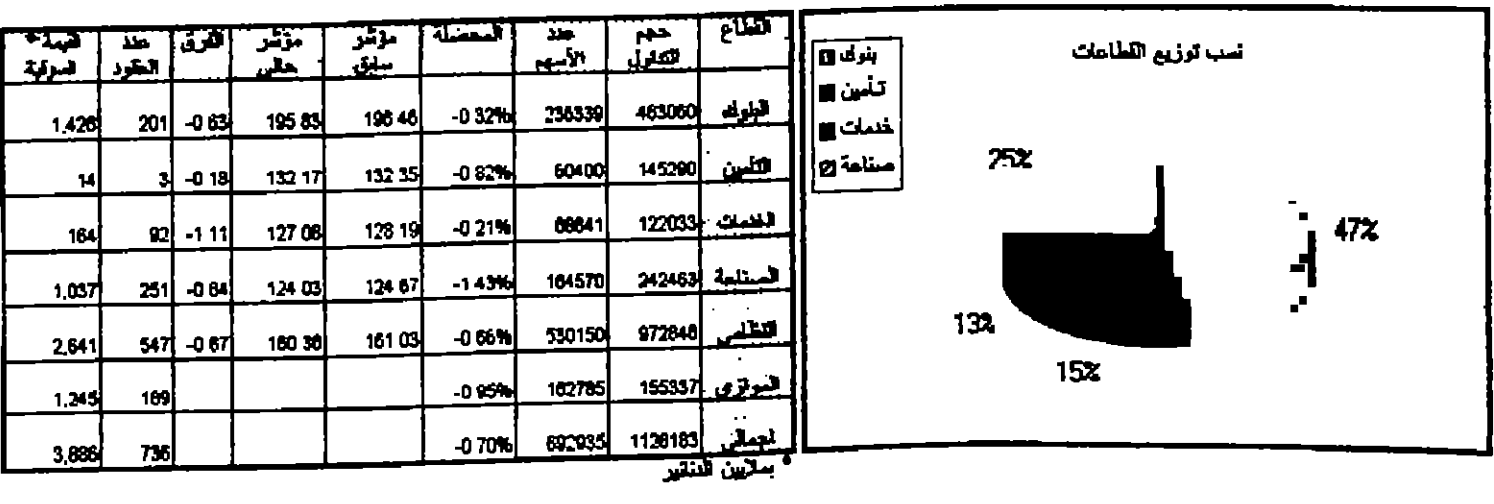 القطاع حجم التداول عدد الأسهم المحصلة مؤشر سابق مؤشر حالي الفرق عدد العقود القيمة* السوقية
البنوك 463060 236339 -0 32% 196 46 195 83 -0 63 201 1,426
التأمين 145290 60400 -0 82% 132 35 132 17 -0 18 3 14
الخدمات 122033 68841 -0 21% 128 19 127 08 -1 11 92 164
الصناعة 242463 164570 -1 43% 124 67 124 03 -0 64 251 1,037
النظامي 972846 530150 -0 66% 161 03 160 36 -0 67 547 2,641
الموازي 155337 162785 -0 95% 189 1,245
اجمالي 1128183 692935 -0 70% 736 3,886
* بملايين الدنانير
نسب توزيع القطاعات
بنوك
تأمين
خدمات
صناعة
25%
47%
13%
15%